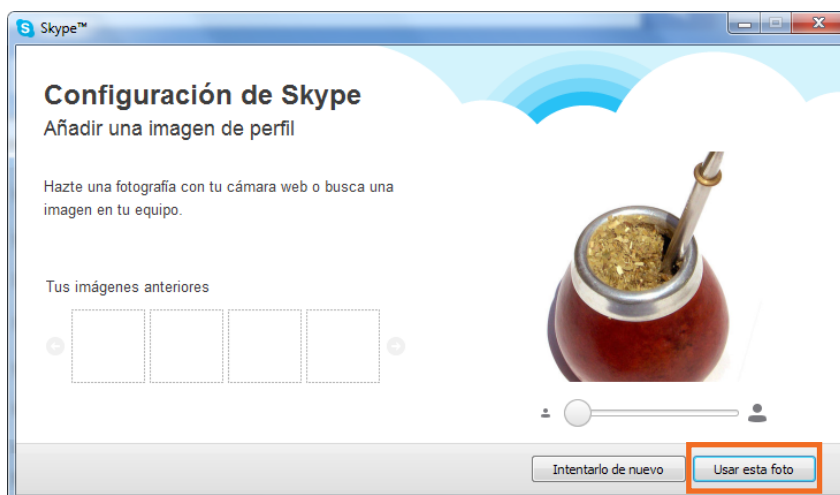 Skype™
Configuración de Skype
Añadir una imagen de perfil
Hazte una fotografía con tu cámara web o busca una
imagen en tu equipo.
Tus imágenes anteriores
Intentarlo de nuevo
Usar esta foto